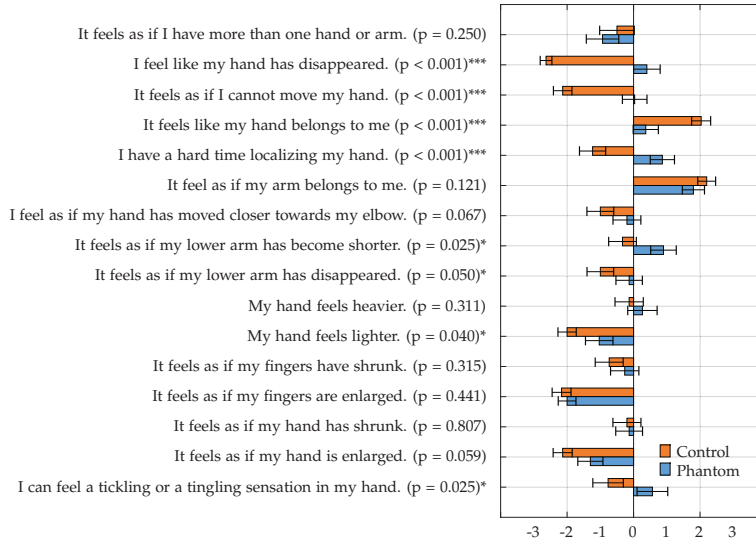 It feels as if I have more than one hand or arm. (p = 0.250)
I feel like my hand has disappeared. (p < 0.001)***
It feels as if I cannot move my hand. (p < 0.001)***
It feels like my hand belongs to me (p < 0.001)***
I have a hard time localizing my hand. (p < 0.001)***
It feel as if my arm belongs to me. (p = 0.121)
I feel as if my hand has moved closer towards my elbow. (p = 0.067)
It feels as if my lower arm has become shorter. (p = 0.025)*
It feels as if my lower arm has disappeared. (p = 0.050)*
My hand feels heavier. (p = 0.311)
My hand feels lighter. (p = 0.040)*
It feels as if my fingers have shrunk. (p = 0.315)
It feels as if my fingers are enlarged. (p = 0.441)
It feels as if my hand has shrunk. (p = 0.807)
It feels as if my hand is enlarged. (p = 0.059)
I can feel a tickling or a tingling sensation in my hand. (p = 0.025)*
Control
Phantom
-3 -2 -1 0 1 2 3